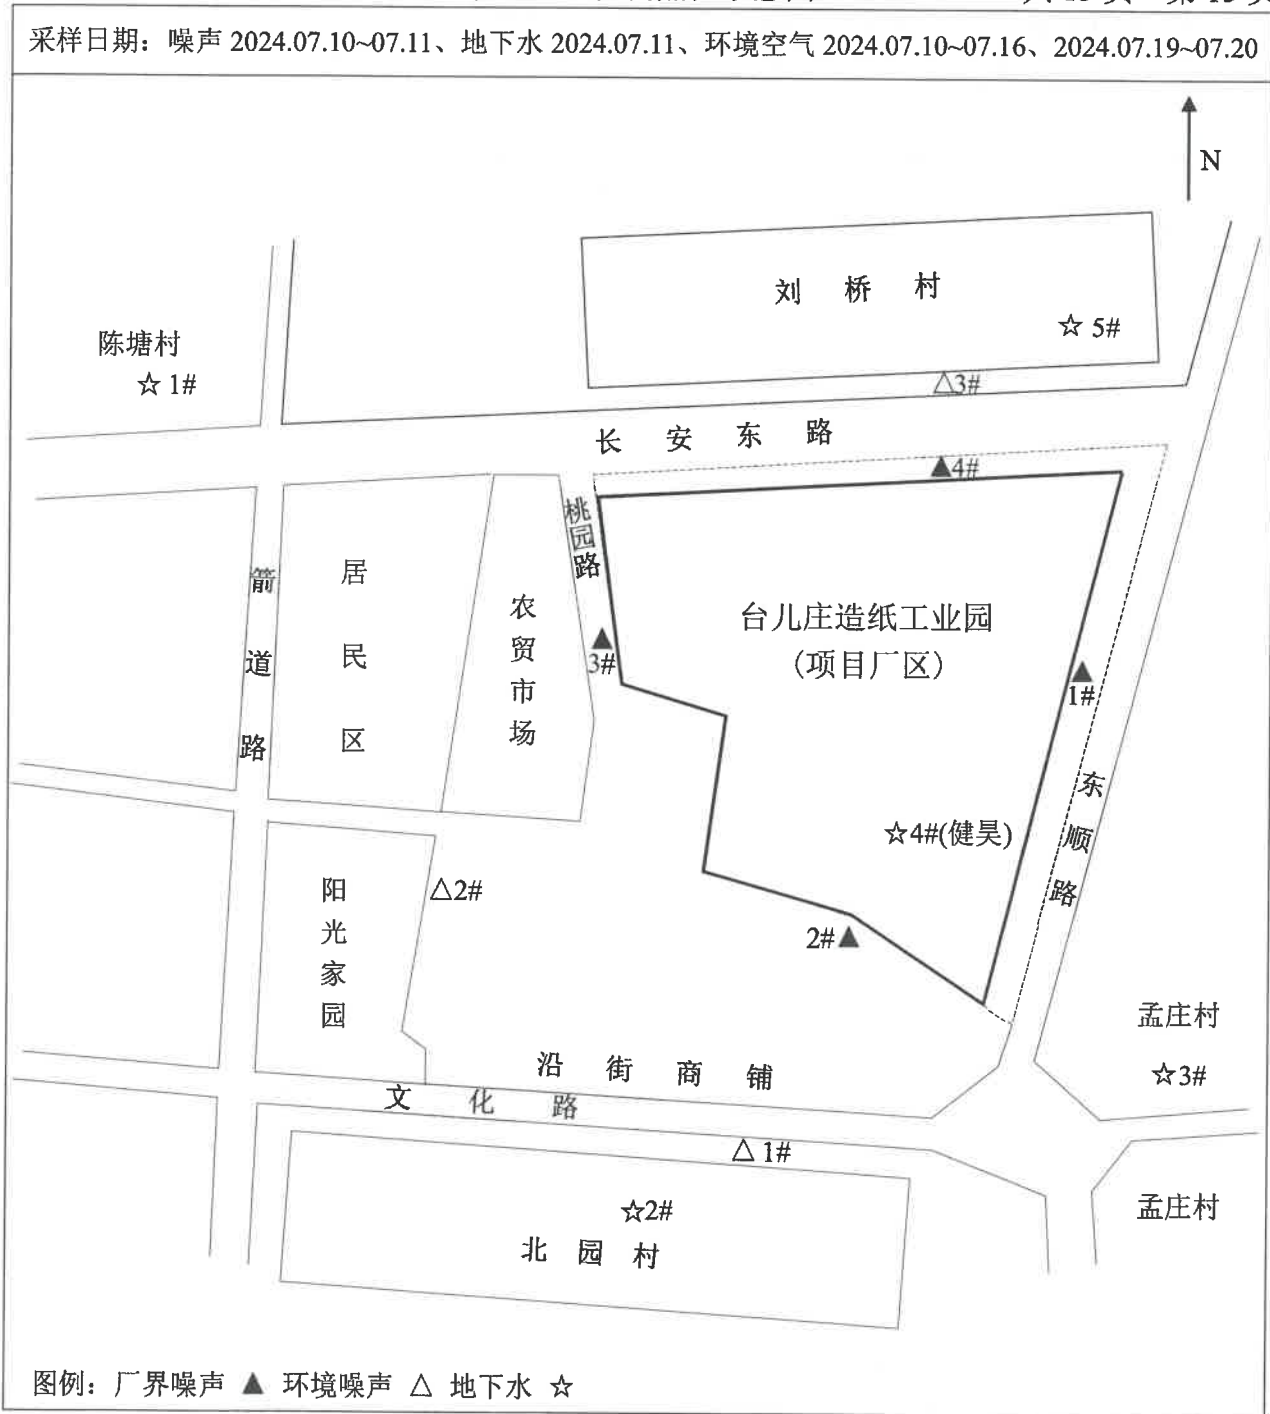 采样日期：噪声 2024.07.10~07.11、地下水 2024.07.11、环境空气 2024.07.10~07.16、2024.07.19~07.20
N
刘桥村
☆ 5#
陈塘村
☆ 1#
△3#
长安东路
▲4#
桃园路
箭道路
居民区
农贸市场
台儿庄造纸工业园
（项目厂区）
▲
3#
▲
1#
东顺路
☆4#(健昊)
阳光家园
△2#
2#▲
孟庄村
☆3#
沿街商铺
文化路
△ 1#
☆2#
北园村
孟庄村
图例：厂界噪声 ▲ 环境噪声 △ 地下水 ☆